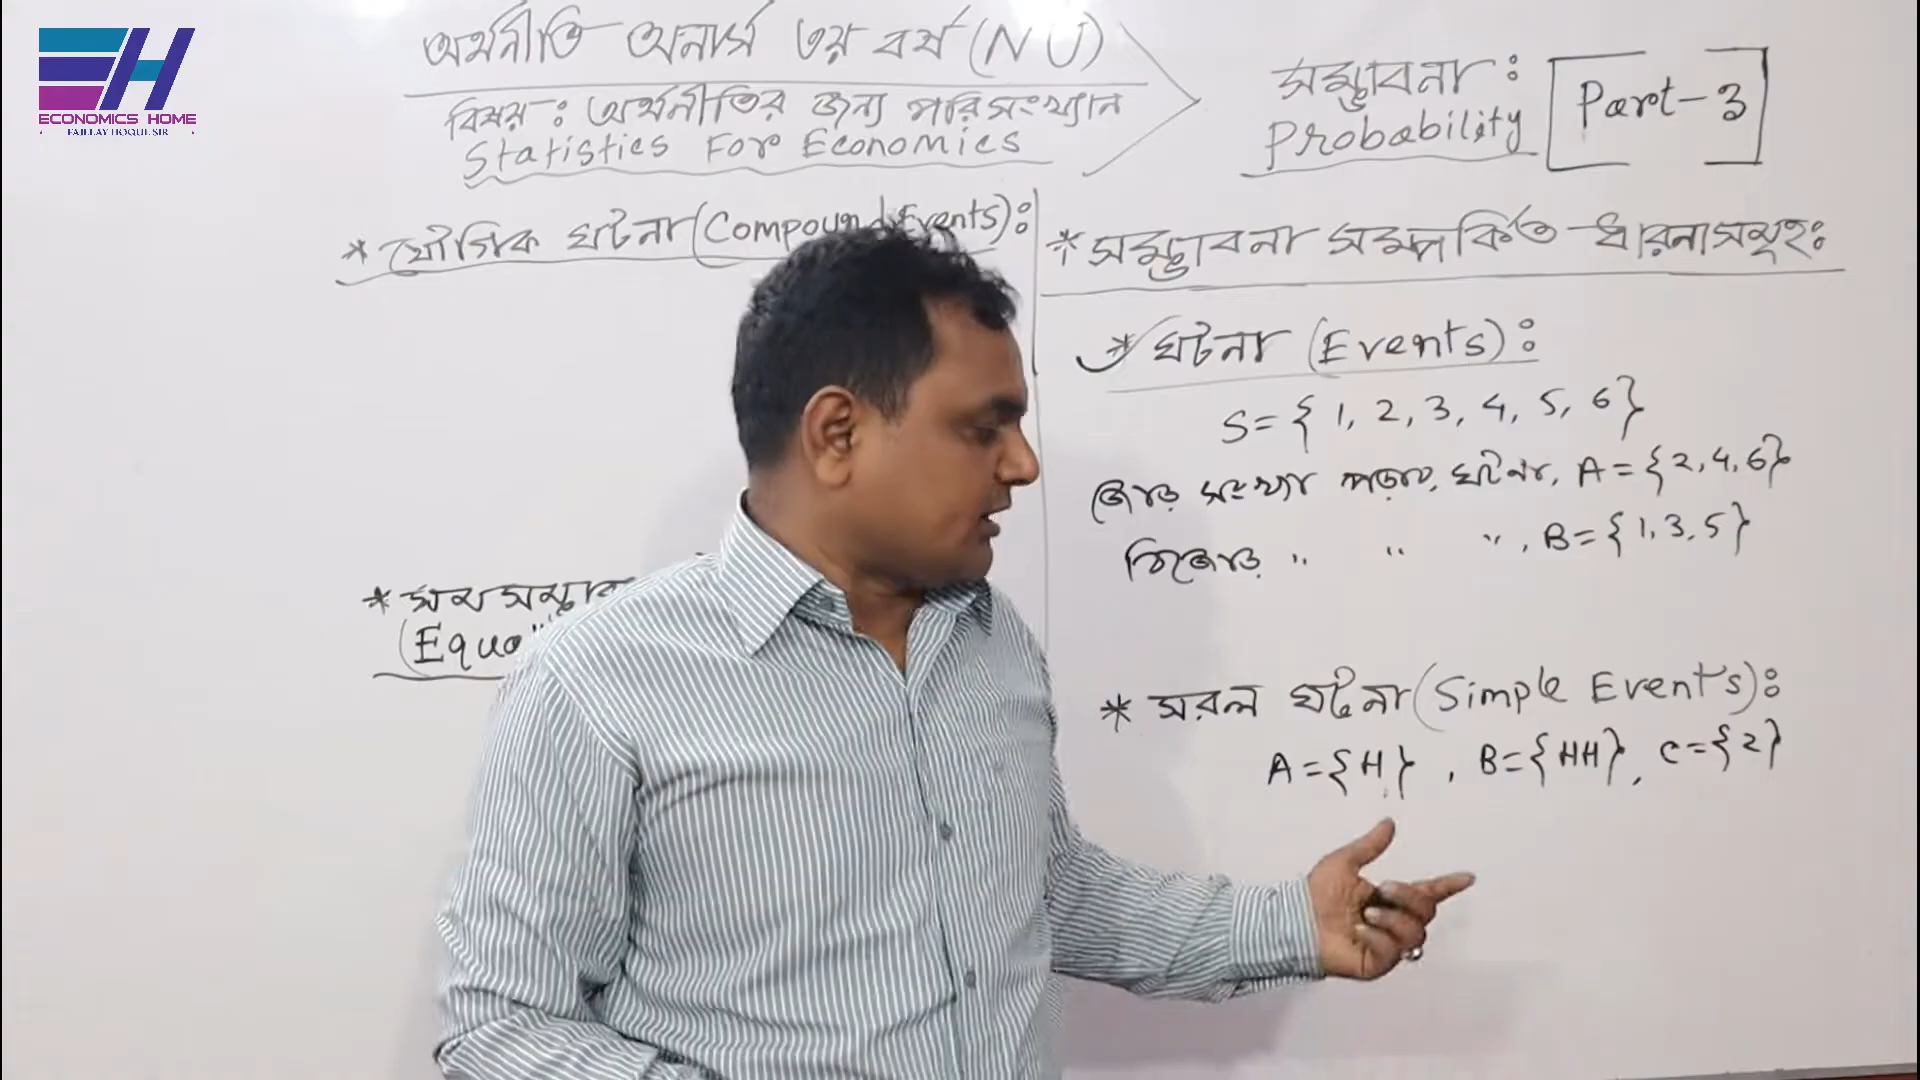 EH
ECONOMICS HOME
FAJLLAY HOQUE SIR
অর্থনীতি অনার্স ৩য় বর্ষ (NU)
বিষয়ঃ অর্থনীতির জন্য পরিসংখ্যান
Statistics For Economics
সম্ভাবনা :
Probability
Part-3
* যৌগিক ঘটনা (Compound Events):
* সমসম্ভাব
(Equa
* সম্ভাবনা সম্পর্কিত ধারনাসমূহঃ
* ঘটনা (Events):
S = { 1, 2, 3, 4, 5, 6}
জোড় সংখ্যা পড়ার ঘটনা, A = {2, 4, 6}
বিজোড় " " ", B = {1, 3, 5}
* সরল ঘটনা (Simple Events):
A = {H} , B = {HH}, C = {2}